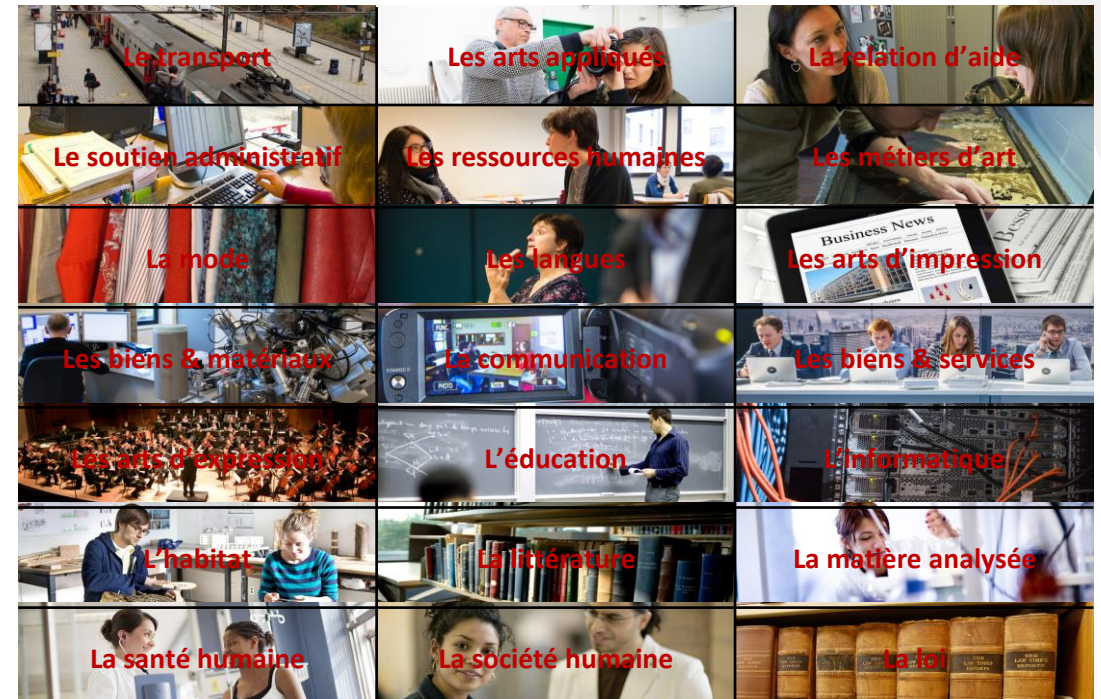 Le transport
Les arts appliqués
La relation d’aide
Le soutien administratif
Les ressources humaines
Les métiers d’art
La mode
Les langues
Business News
Les arts d’impression
Les biens & matériaux
La communication
Les biens & services
Les arts d’expression
L’éducation
L’informatique
L’habitat
La littérature
La matière analysée
La santé humaine
La société humaine
La loi